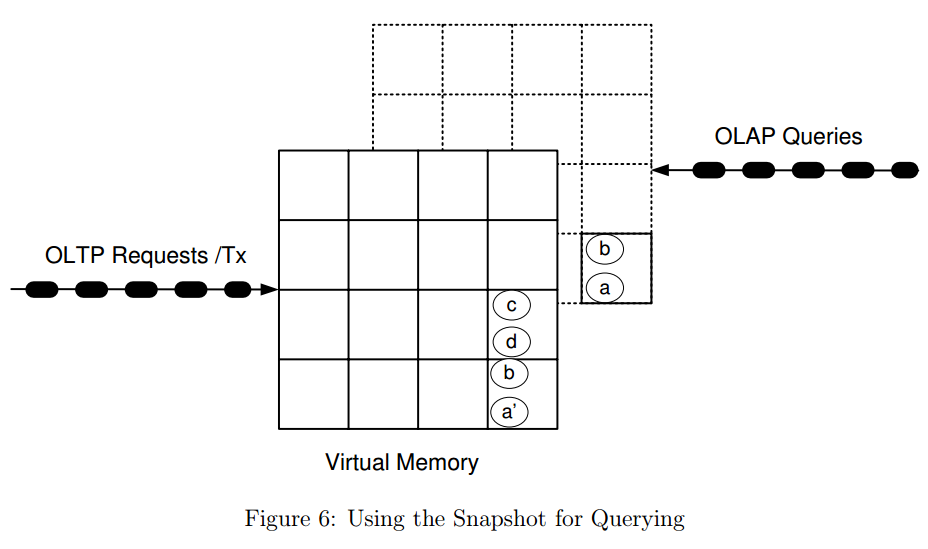 OLAP Queries
OLTP Requests /Tx
b
a
c
d
b
a’
Virtual Memory
Figure 6: Using the Snapshot for Querying